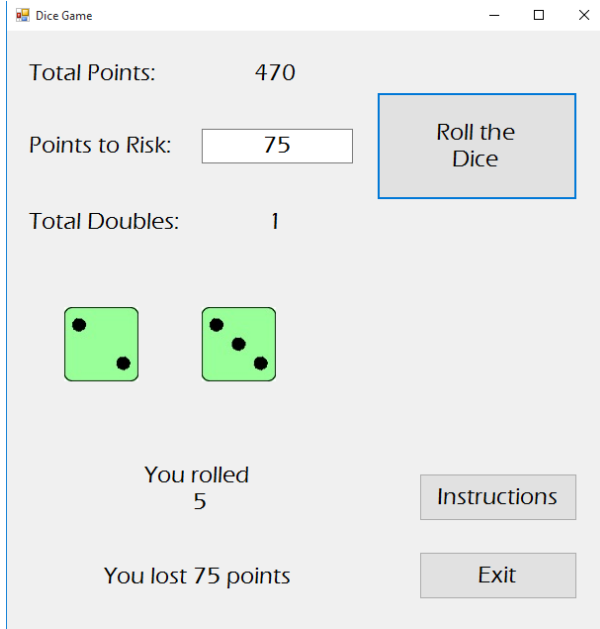 Dice Game
Total Points: 470
Points to Risk: 75
Roll the
Dice
Total Doubles: 1
You rolled
5
Instructions
You lost 75 points
Exit